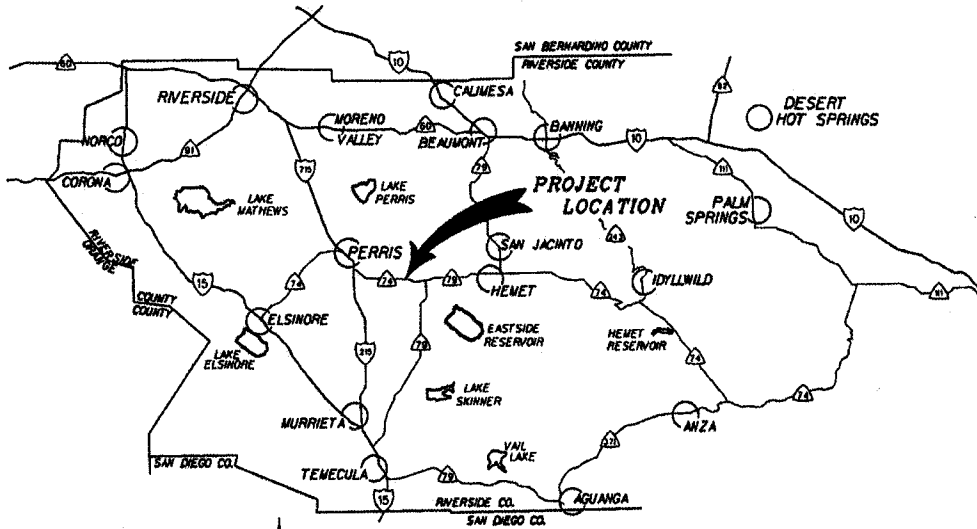 SAN BERNARDINO COUNTY
RIVERSIDE COUNTY
60
10
62
RIVERSIDE
CALIMESA
DESERT
HOT SPRINGS
MORENO
VALLEY
60
BEAUMONT
BANNING
10
NORCO
91
CORONA
215
79
111
LAKE
MATHEWS
LAKE
PERRIS
PROJECT
LOCATION
PALM
SPRINGS
10
243
RIVERSIDE
ORANGE
COUNTY
COUNTY
PERRIS
SAN JACINTO
15
74
74
79
HEMET
74
IDYLLWILD
111
ELSINORE
EASTSIDE
RESERVOIR
HEMET
RESERVOIR
LAKE
ELSINORE
215
79
74
LAKE
SKINNER
74
MURRIETA
ANZA
371
SAN DIEGO CO.
VAIL
LAKE
TEMECULA
79
15
RIVERSIDE CO.
SAN DIEGO CO.
AGUANGA